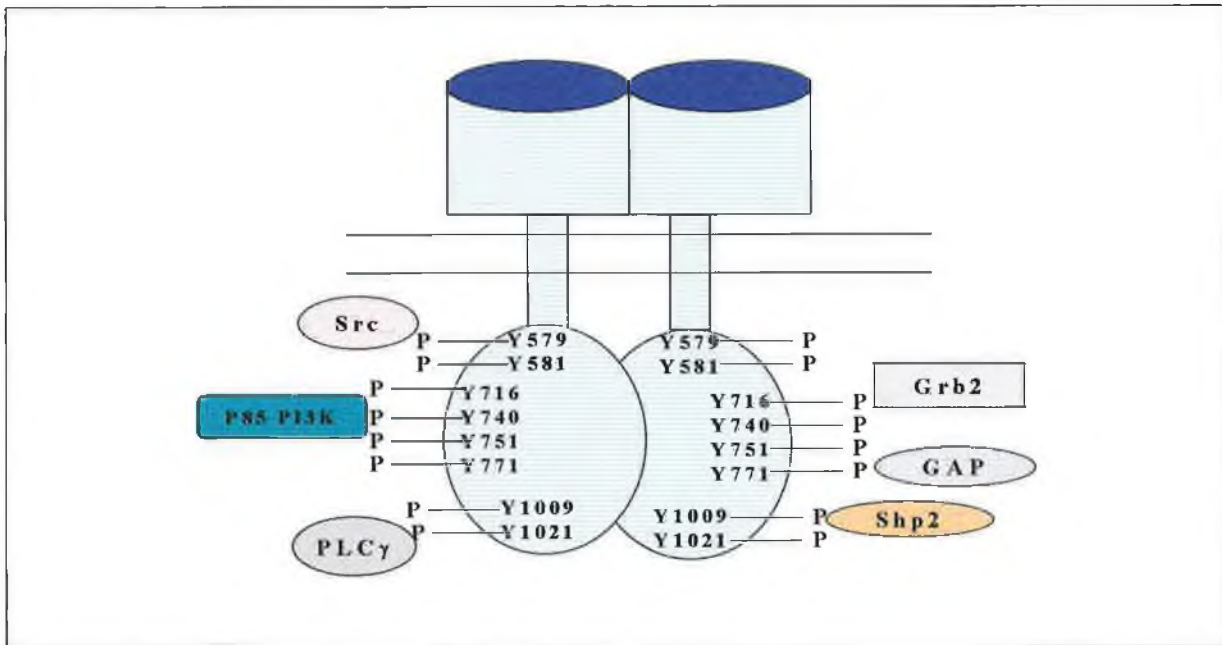 Src
P Y579
P Y581
P Y716
P85 PI3K P Y740
P Y751
P Y771
P Y1009
PLCγ P Y1021
Y579 P
Y581 P
Grb2
Y716 P
Y740 P
Y751 P
Y771 P GAP
Y1009 P Shp2
Y1021 P